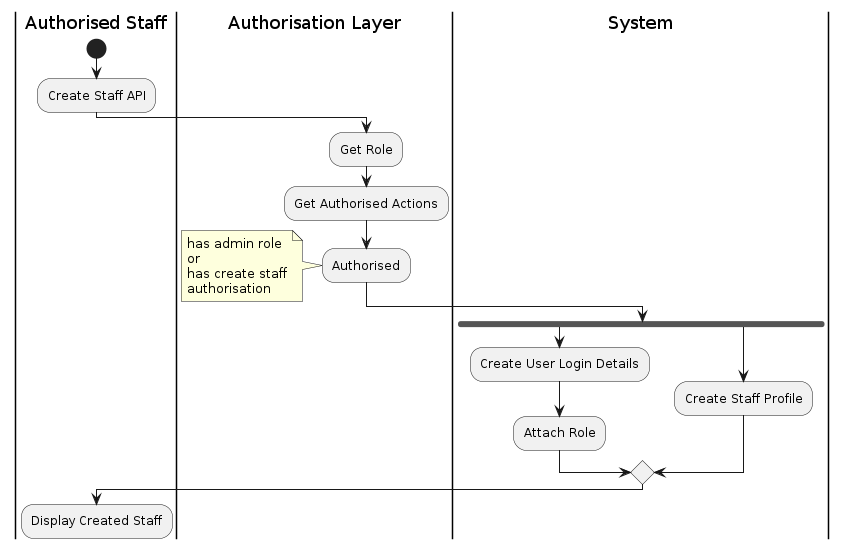 Authorised Staff
Authorisation Layer
System
Create Staff API
Get Role
Get Authorised Actions
has admin role
or
has create staff
authorisation
Authorised
Create User Login Details
Create Staff Profile
Attach Role
Display Created Staff